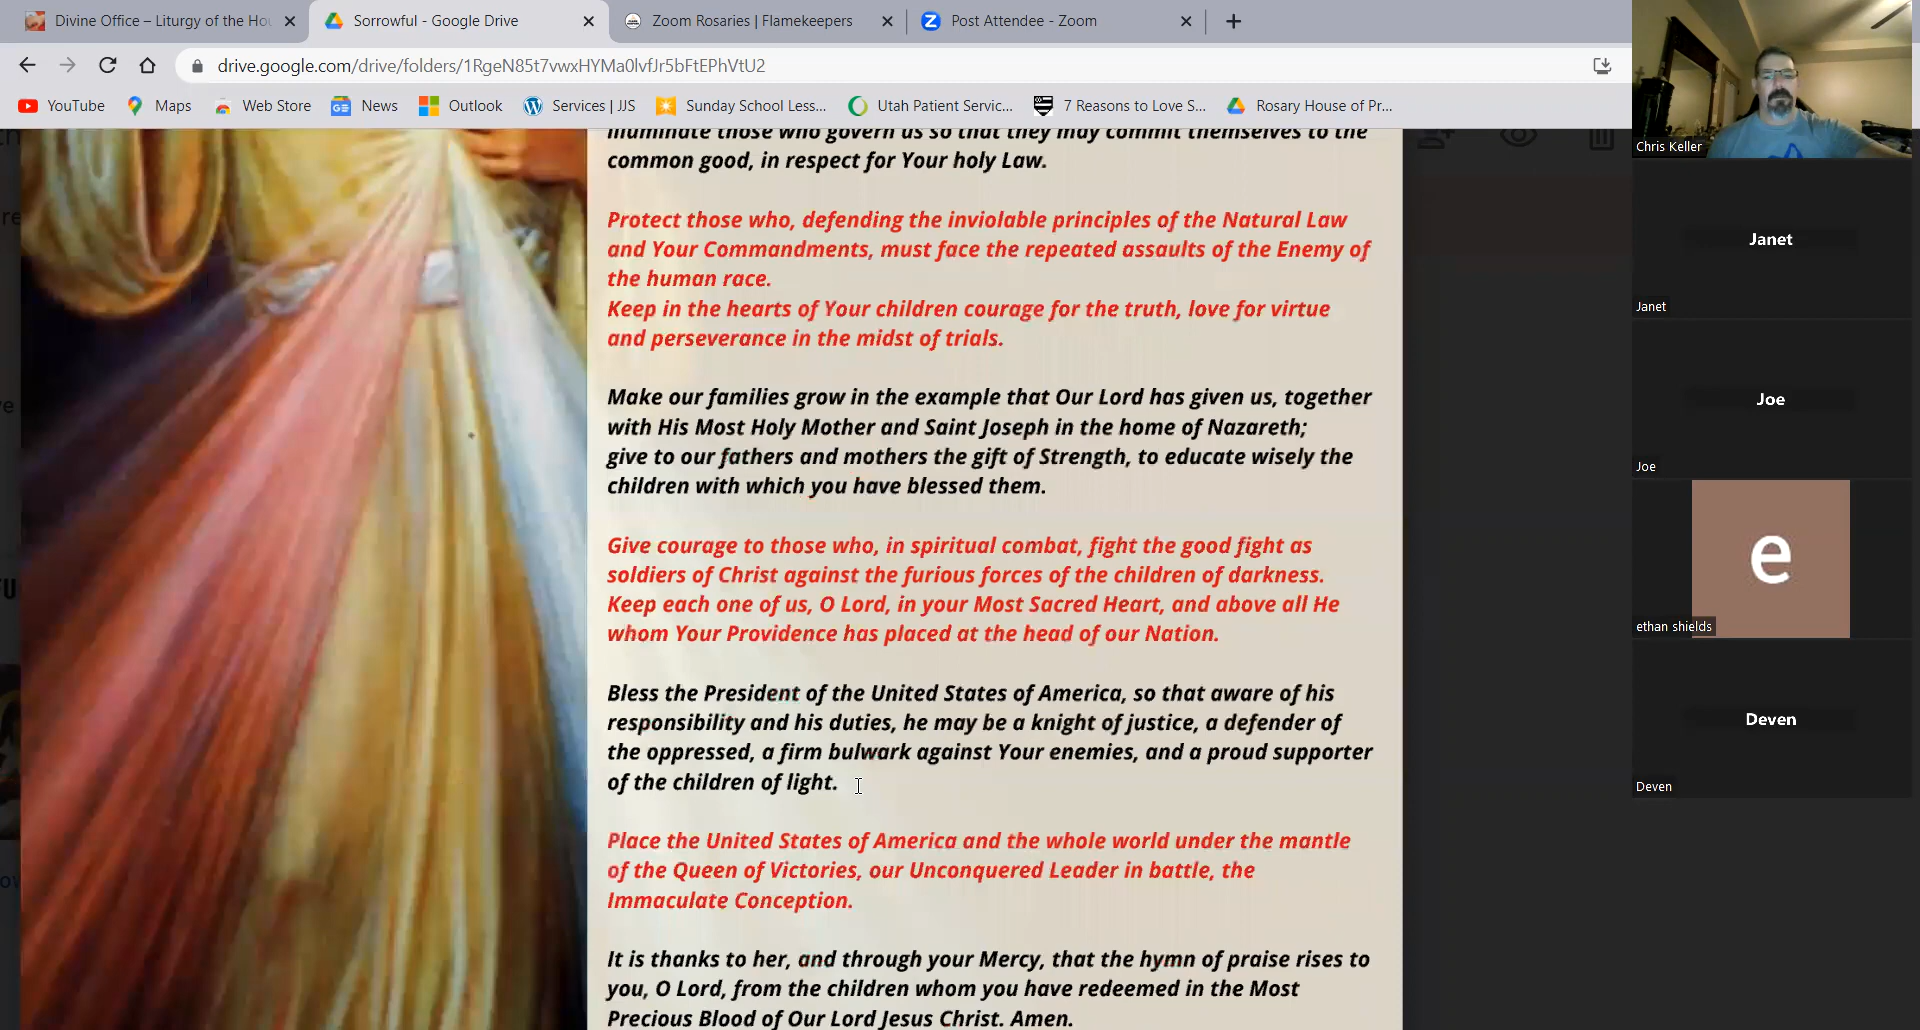 Divine Office – Liturgy of the Ho
Sorrowful - Google Drive
Zoom Rosaries | Flamekeepers
Post Attendee - Zoom
drive.google.com/drive/folders/1RgeN85t7vwxHYMa0lvfJr5bFtEPhVtU2
YouTube
Maps
Web Store
News
Outlook
Services | JJS
Sunday School Less...
Utah Patient Servic...
7 Reasons to Love S...
Rosary House of Pr...
Illuminate those who govern us so that they may commit themselves to the
common good, in respect for Your holy Law.
Protect those who, defending the inviolable principles of the Natural Law
and Your Commandments, must face the repeated assaults of the Enemy of
the human race.
Keep in the hearts of Your children courage for the truth, love for virtue
and perseverance in the midst of trials.
Make our families grow in the example that Our Lord has given us, together
with His Most Holy Mother and Saint Joseph in the home of Nazareth;
give to our fathers and mothers the gift of Strength, to educate wisely the
children with which you have blessed them.
Give courage to those who, in spiritual combat, fight the good fight as
soldiers of Christ against the furious forces of the children of darkness.
Keep each one of us, O Lord, in your Most Sacred Heart, and above all He
whom Your Providence has placed at the head of our Nation.
Bless the President of the United States of America, so that aware of his
responsibility and his duties, he may be a knight of justice, a defender of
the oppressed, a firm bulwark against Your enemies, and a proud supporter
of the children of light.
Place the United States of America and the whole world under the mantle
of the Queen of Victories, our Unconquered Leader in battle, the
Immaculate Conception.
It is thanks to her, and through your Mercy, that the hymn of praise rises to
you, O Lord, from the children whom you have redeemed in the Most
Precious Blood of Our Lord Jesus Christ. Amen.
Chris Keller
Janet
Janet
Joe
Joe
e
ethan shields
Deven
Deven